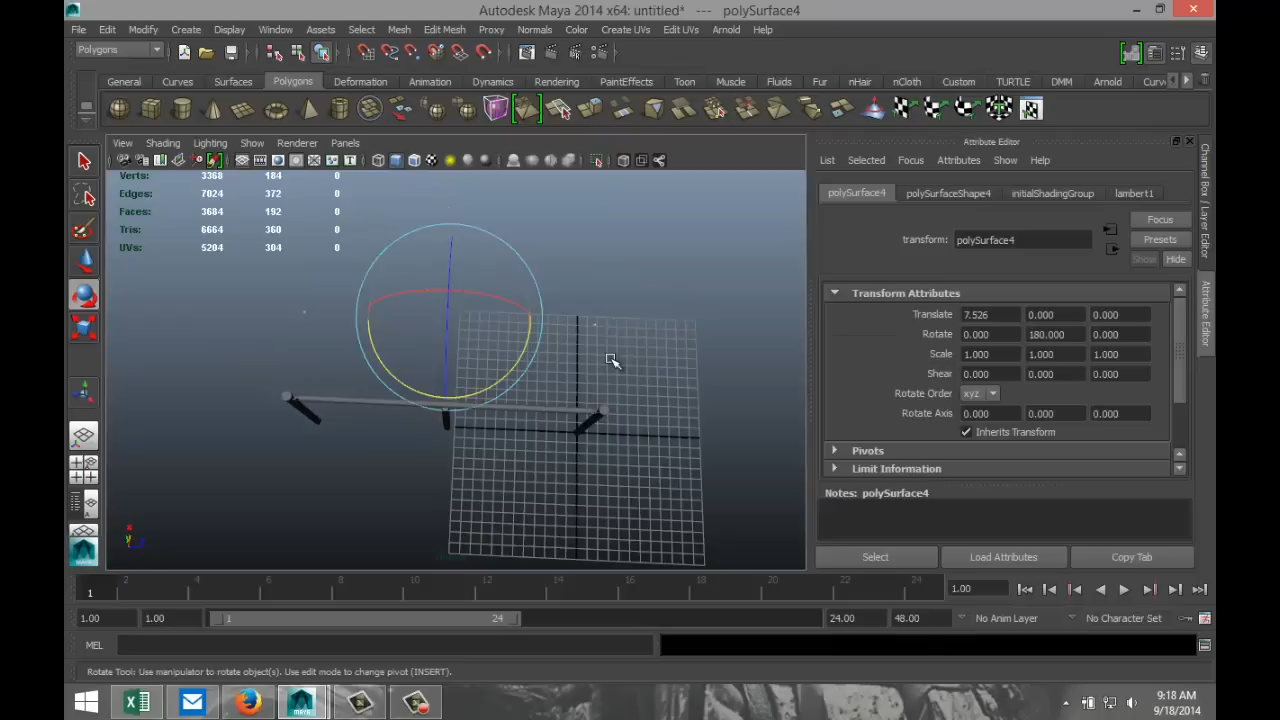 Autodesk Maya 2014 x64: untitled* --- polySurface4
File Edit Modify Create Display Window Assets Select Mesh Edit Mesh Proxy Normals Color Create UVs Edit UVs Arnold Help
Polygons
General Curves Surfaces Polygons Deformation Animation Dynamics Rendering PaintEffects Toon Muscle Fluids Fur nHair nCloth Custom TURTLE DMM Arnold Curv
View Shading Lighting Show Renderer Panels
Verts: 3368 184 0
Edges: 7024 372 0
Faces: 3684 192 0
Tris: 6664 360 0
UVs: 5204 304 0
Attribute Editor
List Selected Focus Attributes Show Help
polySurface4 polySurfaceShape4 initialShadingGroup lambert1
transform: polySurface4
Focus
Presets
Show Hide
Transform Attributes
Translate 7.526 0.000 0.000
Rotate 0.000 180.000 0.000
Scale 1.000 1.000 1.000
Shear 0.000 0.000 0.000
Rotate Order xyz
Rotate Axis 0.000 0.000 0.000
Inherits Transform
Pivots
Limit Information
Notes: polySurface4
Select Load Attributes Copy Tab
Channel Box / Layer Editor
Attribute Editor
2 4 6 8 10 12 14 16 18 20 22 24
1 1.00
1.00 1.00 1 24 24.00 48.00 No Anim Layer No Character Set
MEL
Rotate Tool: Use manipulator to rotate object(s). Use edit mode to change pivot (INSERT).
9:18 AM
9/18/2014